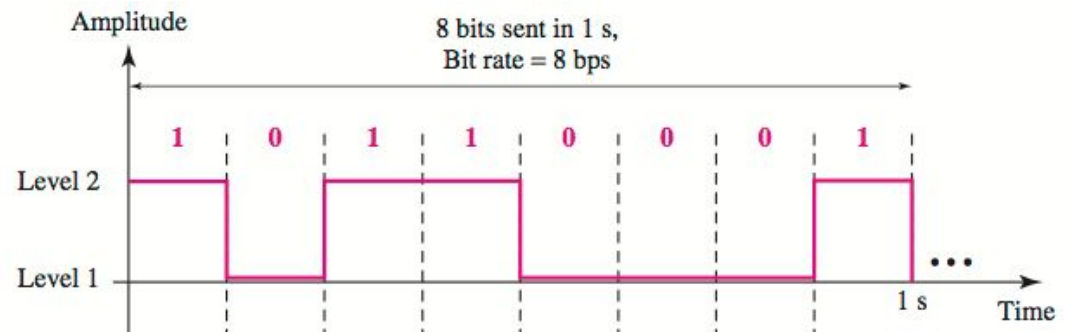 Amplitude
8 bits sent in 1 s,
Bit rate = 8 bps
1 0 1 1 0 0 0 1
Level 2
Level 1
...
1 s
Time